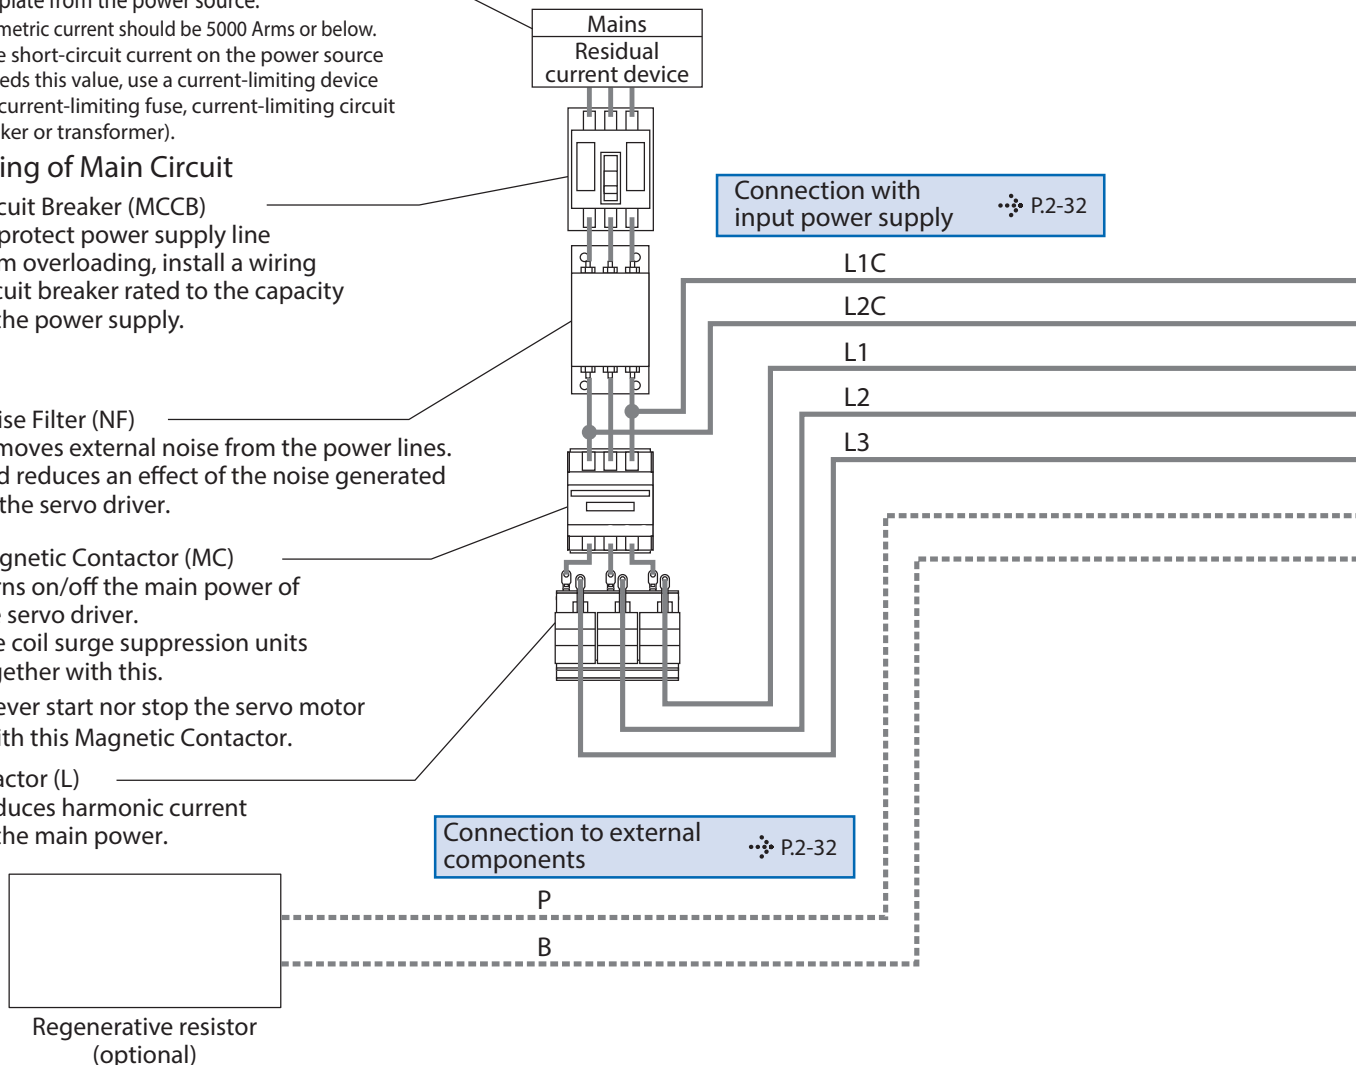 plate from the power source.
metric current should be 5000 Arms or below.
e short-circuit current on the power source
eeds this value, use a current-limiting device
current-limiting fuse, current-limiting circuit
ker or transformer).
ing of Main Circuit
cuit Breaker (MCCB)
protect power supply line
m overloading, install a wiring
cuit breaker rated to the capacity
the power supply.
ise Filter (NF)
moves external noise from the power lines.
d reduces an effect of the noise generated
the servo driver.
gnetic Contactor (MC)
rns on/off the main power of
e servo driver.
e coil surge suppression units
gether with this.
ever start nor stop the servo motor
ith this Magnetic Contactor.
actor (L)
duces harmonic current
the main power.
Mains
Residual
current device
Connection with
input power supply P.2-32
L1C
L2C
L1
L2
L3
Connection to external
components P.2-32
P
B
Regenerative resistor
(optional)